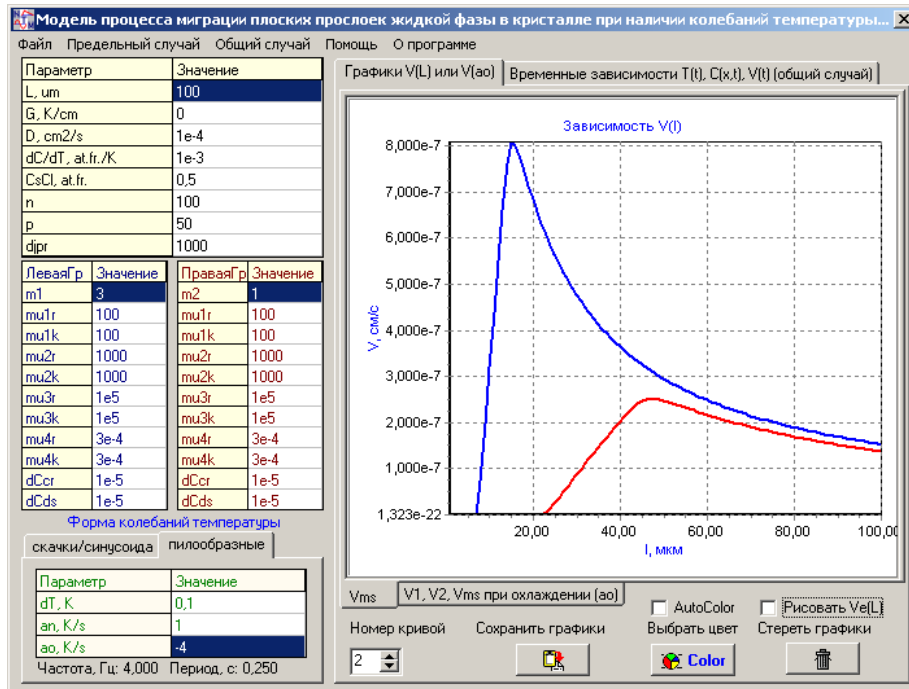 Модель процесса миграции плоских прослоек жидкой фазы в кристалле при наличии колебаний температуры...
Файл Предельный случай Общий случай Помощь О программе
Параметр Значение
L, um 100
G, K/cm 0
D, cm2/s 1e-4
dC/dT, at.fr./K 1e-3
CsCl, at.fr. 0,5
n 100
p 50
djpr 1000
ЛеваяГр Значение
m1 3
mu1r 100
mu1k 100
mu2r 1000
mu2k 1000
mu3r 1e5
mu3k 1e5
mu4r 3e-4
mu4k 3e-4
dCcr 1e-5
dCds 1e-5
ПраваяГр Значение
m2 1
mu1r 100
mu1k 100
mu2r 1000
mu2k 1000
mu3r 1e5
mu3k 1e5
mu4r 3e-4
mu4k 3e-4
dCcr 1e-5
dCds 1e-5
Форма колебаний температуры
скачки/синусоида пилообразные
Параметр Значение
dT, K 0,1
an, K/s 1
ao, K/s -4
Частота, Гц: 4,000 Период, с: 0,250
Графики V(L) или V(ao) Временные зависимости T(t), C(x,t), V(t) (общий случай)
Зависимость V(l)
8,000e-7
7,000e-7
6,000e-7
5,000e-7
4,000e-7
3,000e-7
2,000e-7
1,000e-7
1,323e-22
V, см/с
20,00 40,00 60,00 80,00 100,00
l, мкм
Vms V1, V2, Vms при охлаждении (ao)
AutoColor Рисовать Ve(L)
Номер кривой Сохранить графики Выбрать цвет Стереть графики
2 Color